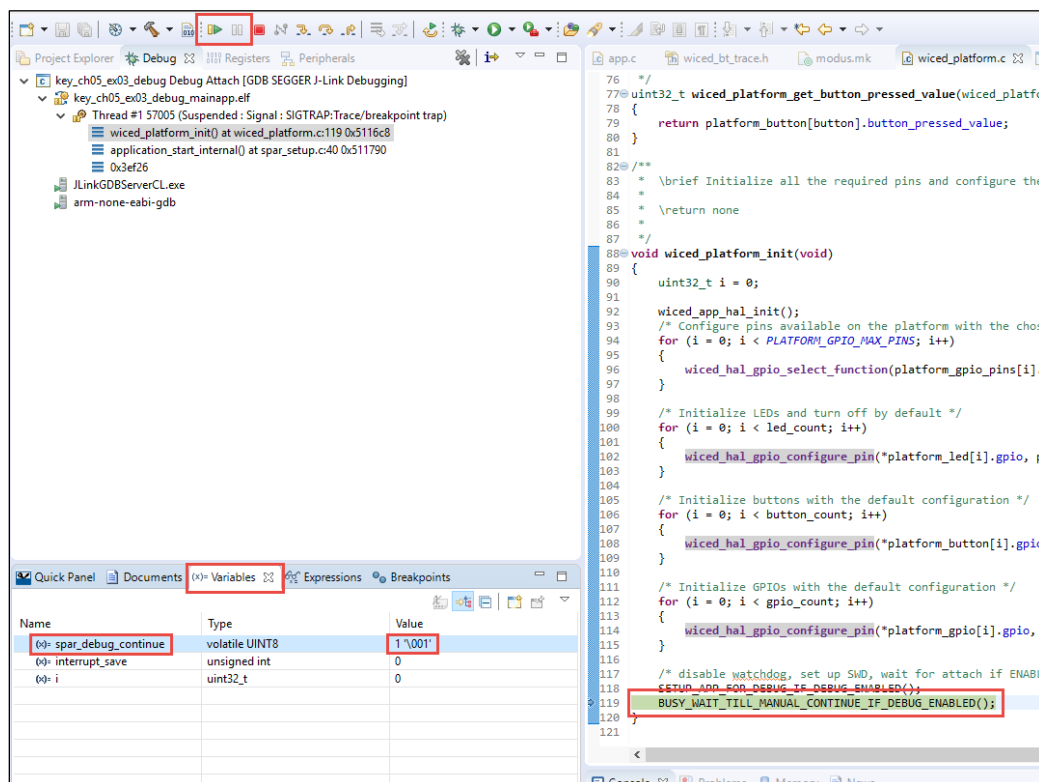 Project Explorer Debug Registers Peripherals
key_ch05_ex03_debug Debug Attach [GDB SEGGER J-Link Debugging]
key_ch05_ex03_debug_mainapp.elf
Thread #1 57005 (Suspended : Signal : SIGTRAP:Trace/breakpoint trap)
wiced_platform_init() at wiced_platform.c:119 0x5116c8
application_start_internal() at spar_setup.c:40 0x511790
0x3ef26
JLinkGDBServerCL.exe
arm-none-eabi-gdb
Quick Panel Documents (x)= Variables Expressions Breakpoints
Name Type Value
(x)= spar_debug_continue volatile UINT8 1 '\001'
(x)= interrupt_save unsigned int 0
(x)= i uint32_t 0
app.c wiced_bt_trace.h modus.mk wiced_platform.c
76 */
77 uint32_t wiced_platform_get_button_pressed_value(wiced_platfo
78 {
79 return platform_button[button].button_pressed_value;
80 }
81
82 /**
83 * \brief Initialize all the required pins and configure the
84 *
85 * \return none
86 *
87 */
88 void wiced_platform_init(void)
89 {
90 uint32_t i = 0;
91
92 wiced_app_hal_init();
93 /* Configure pins available on the platform with the chos
94 for (i = 0; i < PLATFORM_GPIO_MAX_PINS; i++)
95 {
96 wiced_hal_gpio_select_function(platform_gpio_pins[i].
97 }
98
99 /* Initialize LEDs and turn off by default */
100 for (i = 0; i < led_count; i++)
101 {
102 wiced_hal_gpio_configure_pin(*platform_led[i].gpio, p
103 }
104
105 /* Initialize buttons with the default configuration */
106 for (i = 0; i < button_count; i++)
107 {
108 wiced_hal_gpio_configure_pin(*platform_button[i].gpio
109 }
110
111 /* Initialize GPIOs with the default configuration */
112 for (i = 0; i < gpio_count; i++)
113 {
114 wiced_hal_gpio_configure_pin(*platform_gpio[i].gpio,
115 }
116
117 /* disable watchdog, set up SWD, wait for attach if ENABL
118 SETUP_APP_FOR_DEBUG_IF_DEBUG_ENABLED();
119 BUSY_WAIT_TILL_MANUAL_CONTINUE_IF_DEBUG_ENABLED();
120 }
121
Console Problems Memory News